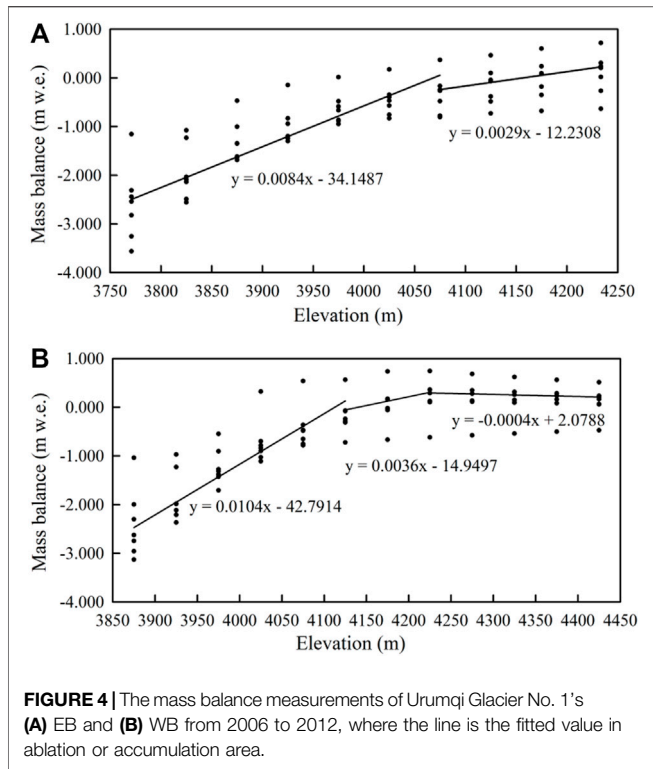 A
1.000
0.000
-1.000
-2.000
-3.000
-4.000
Mass balance (m w.e.)
y = 0.0029x - 12.2308
y = 0.0084x - 34.1487
3750 3800 3850 3900 3950 4000 4050 4100 4150 4200 4250
Elevation (m)
B
1.000
0.000
-1.000
-2.000
-3.000
-4.000
Mass balance (m w.e.)
y = -0.0004x + 2.0788
y = 0.0036x - 14.9497
y = 0.0104x - 42.7914
3850 3900 3950 4000 4050 4100 4150 4200 4250 4300 4350 4400 4450
Elevation (m)
FIGURE 4 | The mass balance measurements of Urumqi Glacier No. 1's
(A) EB and (B) WB from 2006 to 2012, where the line is the fitted value in
ablation or accumulation area.